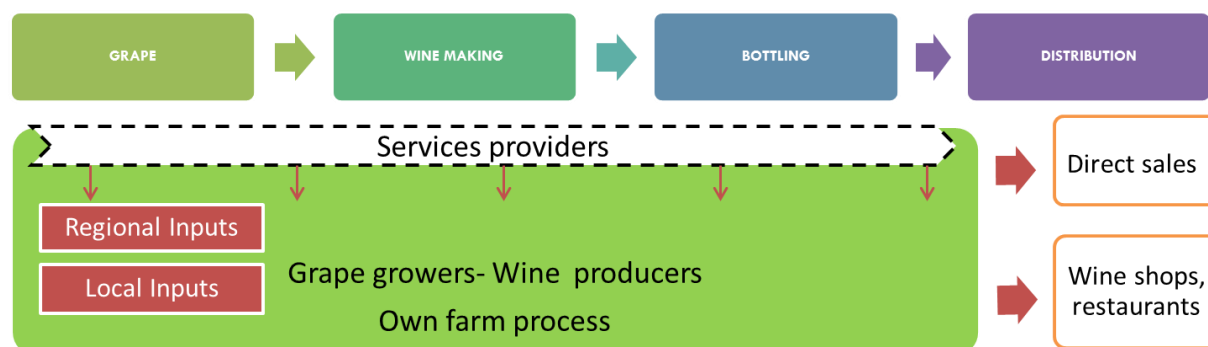 GRAPE
WINE MAKING
BOTTLING
DISTRIBUTION
Services providers
Regional Inputs
Local Inputs
Grape growers- Wine  producers
Own farm process
Direct sales
Wine shops,
restaurants